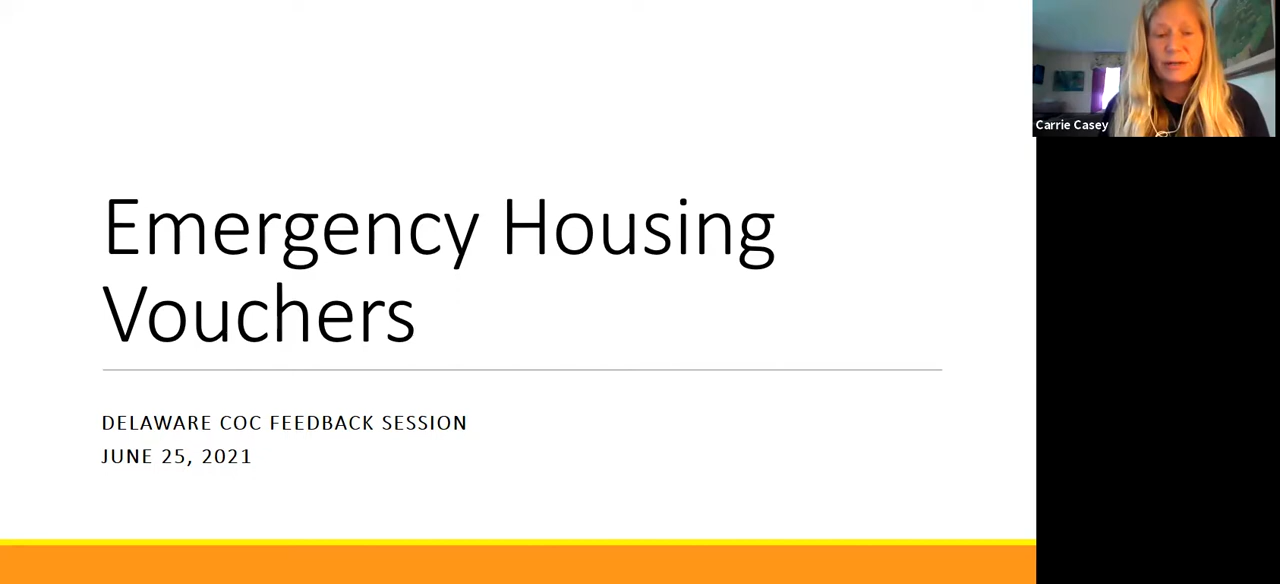 Emergency Housing
Vouchers
DELAWARE COC FEEDBACK SESSION
JUNE 25, 2021
Carrie Casey